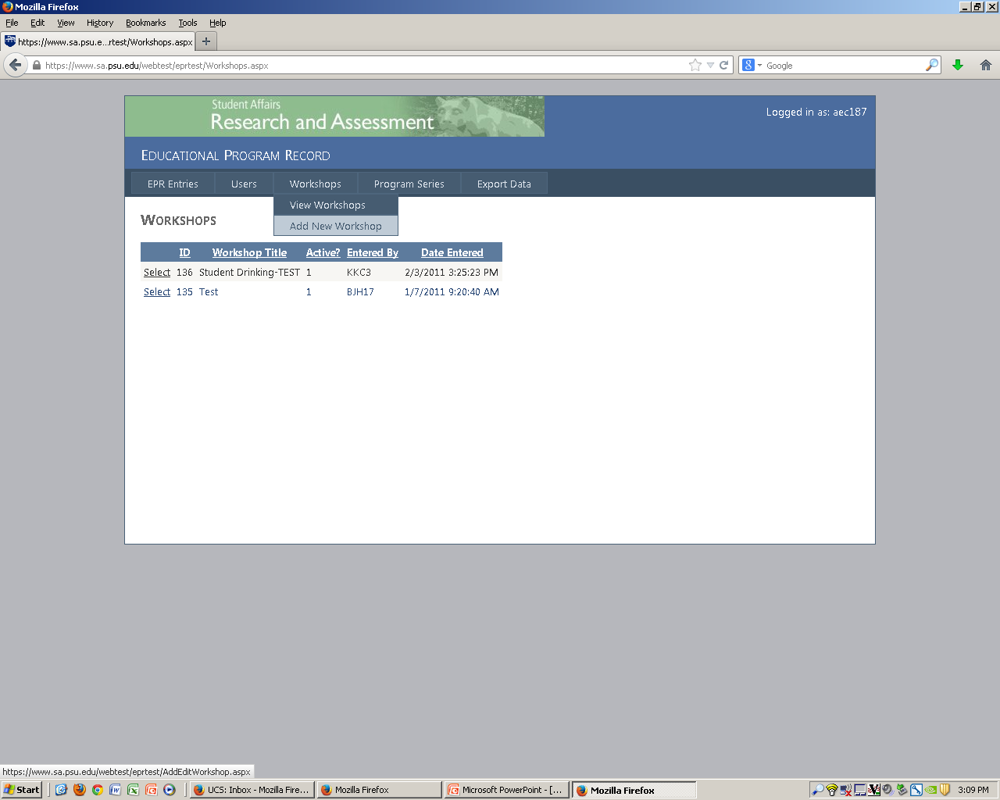 Mozilla Firefox
File Edit View History Bookmarks Tools Help
https://www.sa.psu.e...rtest/Workshops.aspx
https://www.sa.psu.edu/webtest/eprtest/Workshops.aspx
Google
Student Affairs
Research and Assessment
Logged in as: aec187
EDUCATIONAL PROGRAM RECORD
EPR Entries Users Workshops Program Series Export Data
View Workshops
Add New Workshop
WORKSHOPS
ID Workshop Title Active? Entered By Date Entered
Select 136 Student Drinking-TEST 1 KKC3 2/3/2011 3:25:23 PM
Select 135 Test 1 BJH17 1/7/2011 9:20:40 AM
https://www.sa.psu.edu/webtest/eprtest/AddEditWorkshop.aspx
Start UCS: Inbox - Mozilla Fire... Mozilla Firefox Microsoft PowerPoint - [... Mozilla Firefox 3:09 PM